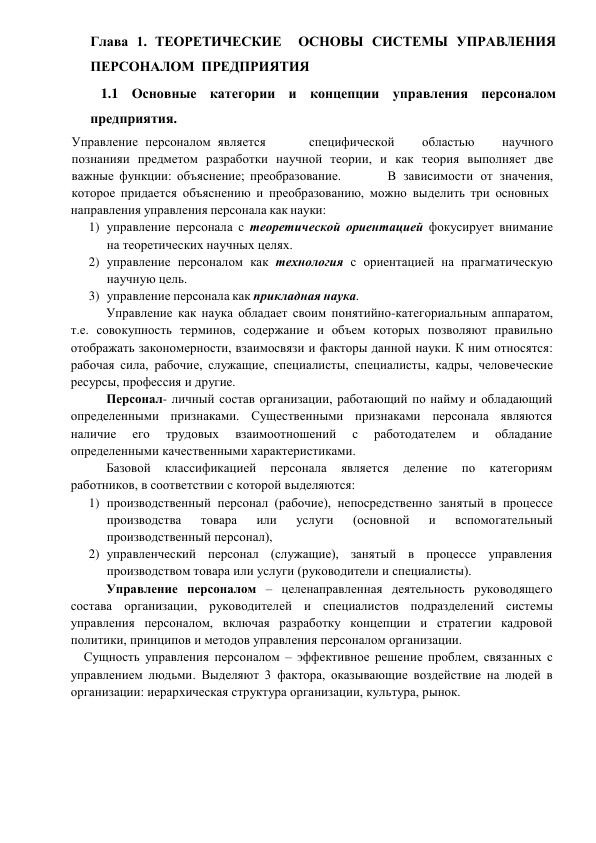 Глава 1. ТЕОРЕТИЧЕСКИЕ ОСНОВЫ СИСТЕМЫ УПРАВЛЕНИЯ
ПЕРСОНАЛОМ ПРЕДПРИЯТИЯ
1.1 Основные категории и концепции управления персоналом
предприятия.
Управление персоналом является специфической областью научного
познанияи предметом разработки научной теории, и как теория выполняет две
важные функции: объяснение; преобразование. В зависимости от значения,
которое придается объяснению и преобразованию, можно выделить три основных
направления управления персонала как науки:
1) управление персонала с теоретической ориентацией фокусирует внимание
на теоретических научных целях.
2) управление персоналом как технология с ориентацией на прагматическую
научную цель.
3) управление персонала как прикладная наука.
Управление как наука обладает своим понятийно-категориальным аппаратом,
т.е. совокупность терминов, содержание и объем которых позволяют правильно
отображать закономерности, взаимосвязи и факторы данной науки. К ним относятся:
рабочая сила, рабочие, служащие, специалисты, специалисты, кадры, человеческие
ресурсы, профессия и другие.
Персонал- личный состав организации, работающий по найму и обладающий
определенными признаками. Существенными признаками персонала являются
наличие его трудовых взаимоотношений с работодателем и обладание
определенными качественными характеристиками.
Базовой классификацией персонала является деление по категориям
работников, в соответствии с которой выделяются:
1) производственный персонал (рабочие), непосредственно занятый в процессе
производства товара или услуги (основной и вспомогательный
производственный персонал),
2) управленческий персонал (служащие), занятый в процессе управления
производством товара или услуги (руководители и специалисты).
Управление персоналом – целенаправленная деятельность руководящего
состава организации, руководителей и специалистов подразделений системы
управления персоналом, включая разработку концепции и стратегии кадровой
политики, принципов и методов управления персоналом организации.
Сущность управления персоналом – эффективное решение проблем, связанных с
управлением людьми. Выделяют 3 фактора, оказывающие воздействие на людей в
организации: иерархическая структура организации, культура, рынок.